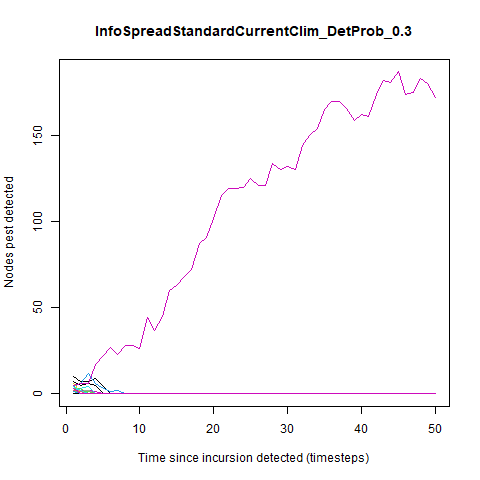 InfoSpreadStandardCurrentClim_DetProb_0.3
Nodes pest detected
150
100
50
0
0 10 20 30 40 50
Time since incursion detected (timesteps)